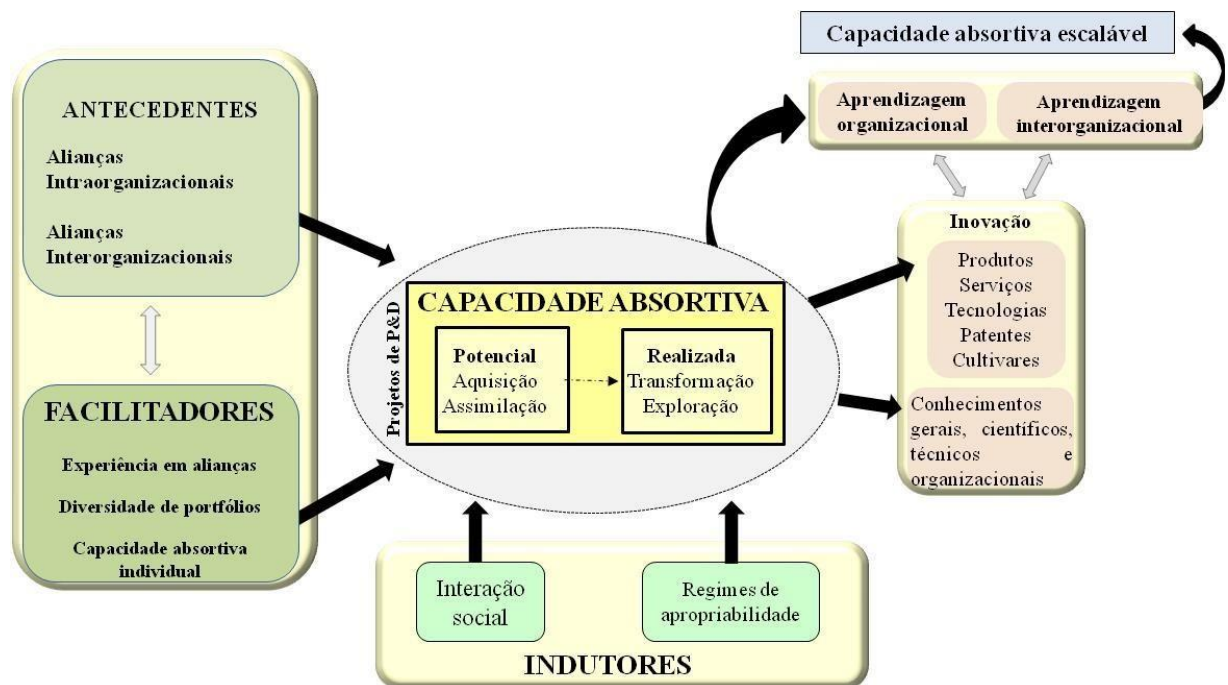 Capacidade absortiva escalável
ANTECEDENTES
Alianças
Intraorganizacionais
Alianças
Interorganizacionais
FACILITADORES
Experiência em alianças
Diversidade de portfólios
Capacidade absortiva
individual
Projetos de P&D
CAPACIDADE ABSORTIVA
Potencial
Aquisição
Assimilação
Realizada
Transformação
Exploração
Interação
social
Regimes de
apropriabilidade
INDUTORES
Aprendizagem
organizacional
Aprendizagem
interorganizacional
Inovação
Produtos
Serviços
Tecnologias
Patentes
Cultivares
Conhecimentos
gerais, científicos,
técnicos e
organizacionais